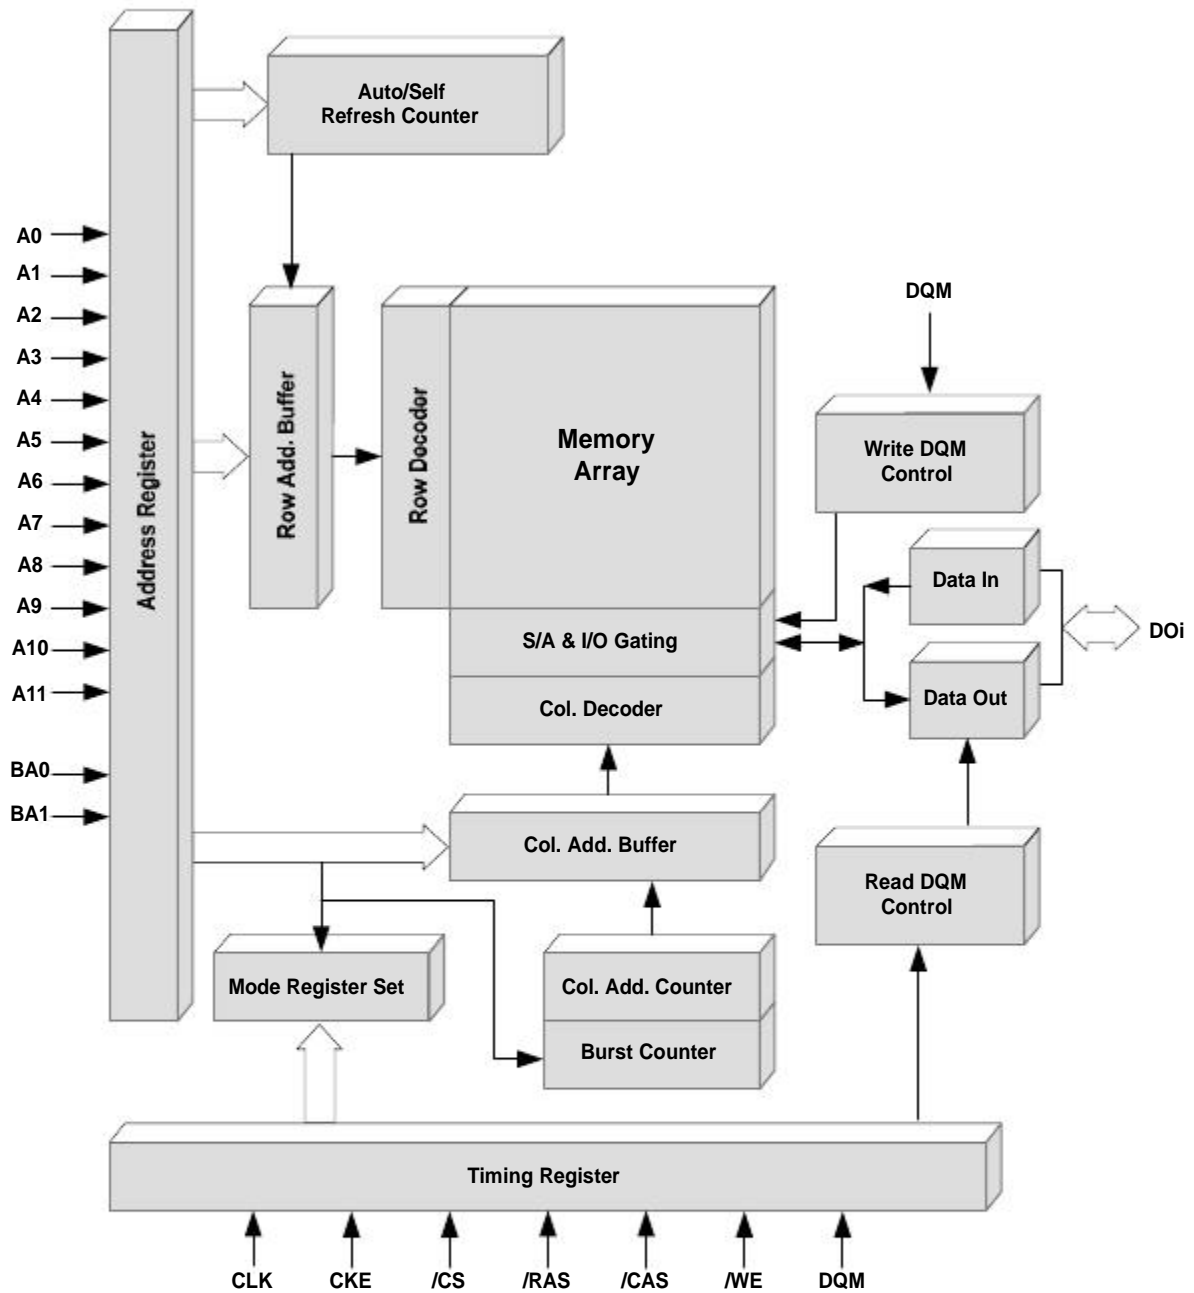 Auto/Self
Refresh Counter
A0
A1
A2
A3
A4
A5
A6
A7
A8
A9
A10
A11
BA0
BA1
Address Register
Row Add. Buffer
Row Docodor
Memory
Array
S/A & I/O Gating
Col. Decoder
DQM
Write DQM
Control
Data In
Data Out
DOi
Col. Add. Buffer
Read DQM
Control
Mode Register Set
Col. Add. Counter
Burst Counter
Timing Register
CLK
CKE
/CS
/RAS
/CAS
/WE
DQM